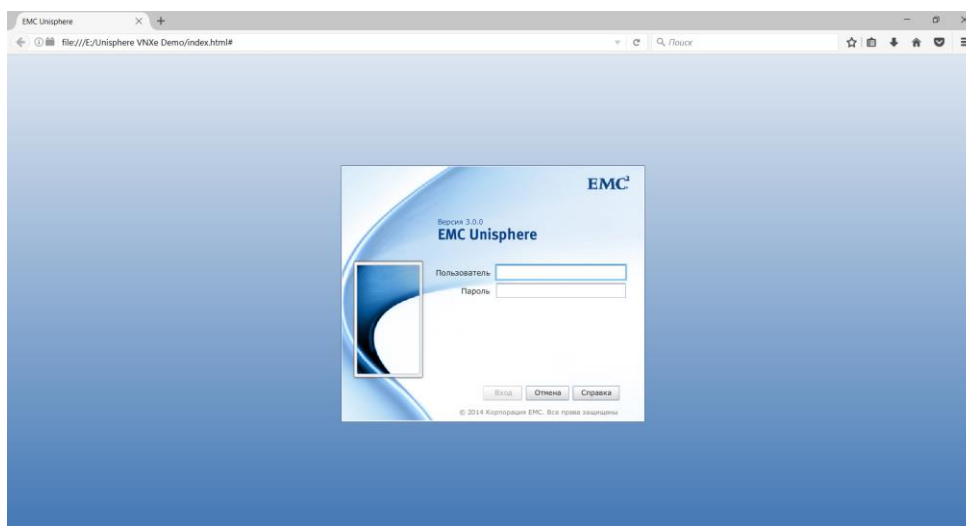 EMC Unisphere
file:///E:/Unisphere VNXe Demo/index.html#
Поиск
EMC²
Версия 3.0.0
EMC Unisphere
Пользователь
Пароль
Вход Отмена Справка
© 2014 Корпорация EMC. Все права защищены